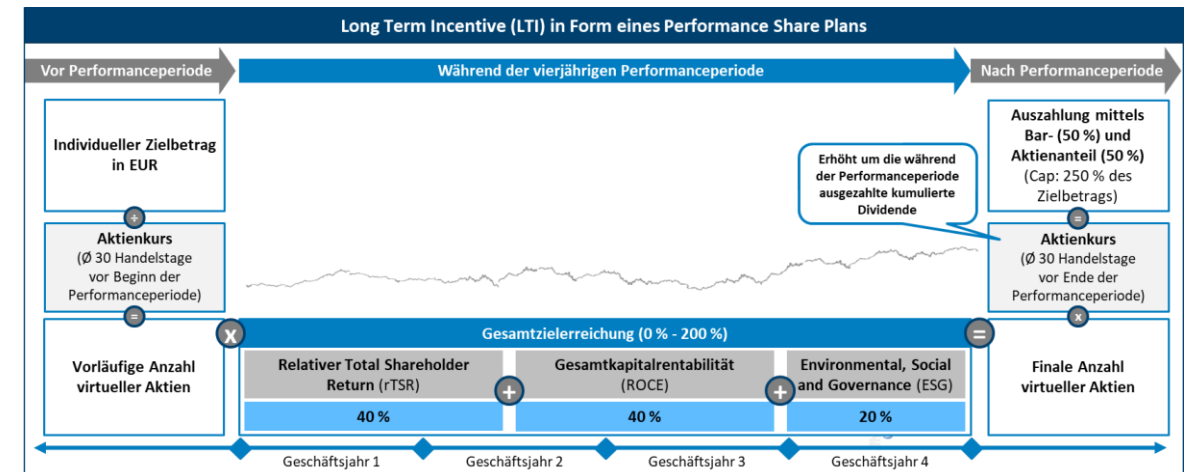 Long Term Incentive (LTI) in Form eines Performance Share Plans
Vor Performanceperiode
Während der vierjährigen Performanceperiode
Nach Performanceperiode
Individueller Zielbetrag
in EUR
÷
Aktienkurs
(Ø 30 Handelstage
vor Beginn der
Performanceperiode)
=
Vorläufige Anzahl
virtueller Aktien
x
Erhöht um die während
der Performanceperiode
ausgezahlte kumulierte
Dividende
Gesamtzielerreichung (0 % - 200 %)
Relativer Total Shareholder
Return (rTSR)
40 %
+
Gesamtkapitalrentabilität
(ROCE)
40 %
+
Environmental, Social
and Governance (ESG)
20 %
=
Auszahlung mittels
Bar- (50 %) und
Aktienanteil (50 %)
(Cap: 250 % des
Zielbetrags)
=
Aktienkurs
(Ø 30 Handelstage
vor Ende der
Performanceperiode)
x
Finale Anzahl
virtueller Aktien
Geschäftsjahr 1
Geschäftsjahr 2
Geschäftsjahr 3
Geschäftsjahr 4